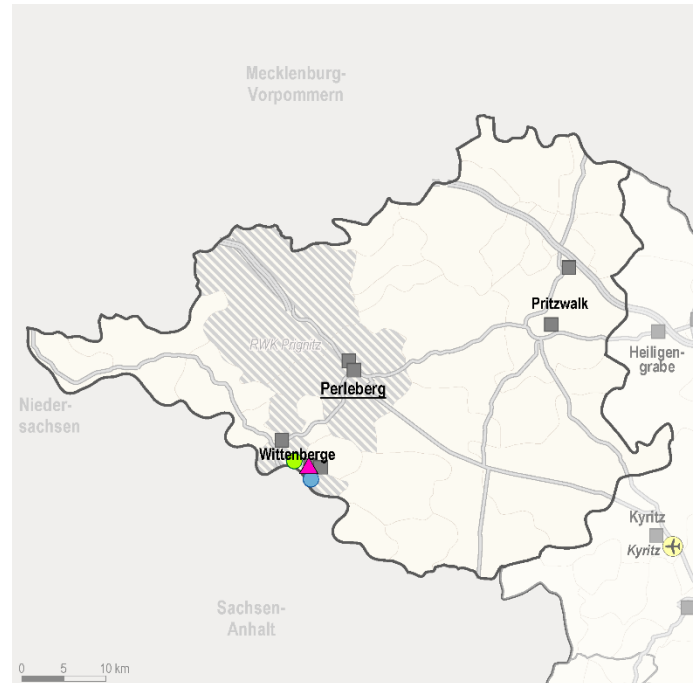 Mecklenburg-
Vorpommern
Pritzwalk
RWK Prignitz
Heiligen-
grabe
Perleberg
Nieder-
sachsen
Wittenberge
Kyritz
Kyritz
Sachsen-
Anhalt
0 5 10 km